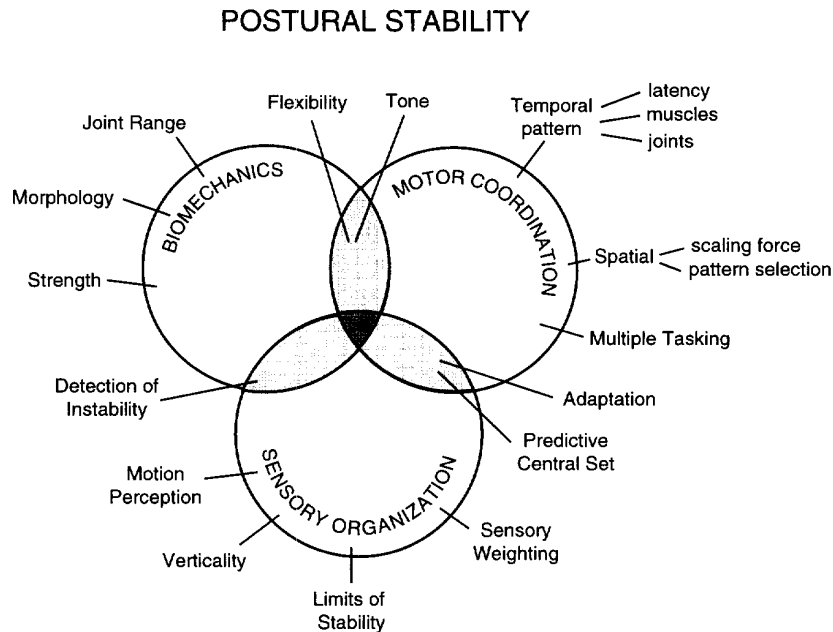 POSTURAL STABILITY
Flexibility
Tone
Temporal
pattern
latency
muscles
joints
Joint Range
Morphology
Strength
BIOMECHANICS
MOTOR COORDINATION
Spatial
scaling force
pattern selection
Multiple Tasking
Detection of
Instability
Adaptation
Predictive
Central Set
Motion
Perception
SENSORY ORGANIZATION
Verticality
Sensory
Weighting
Limits of
Stability